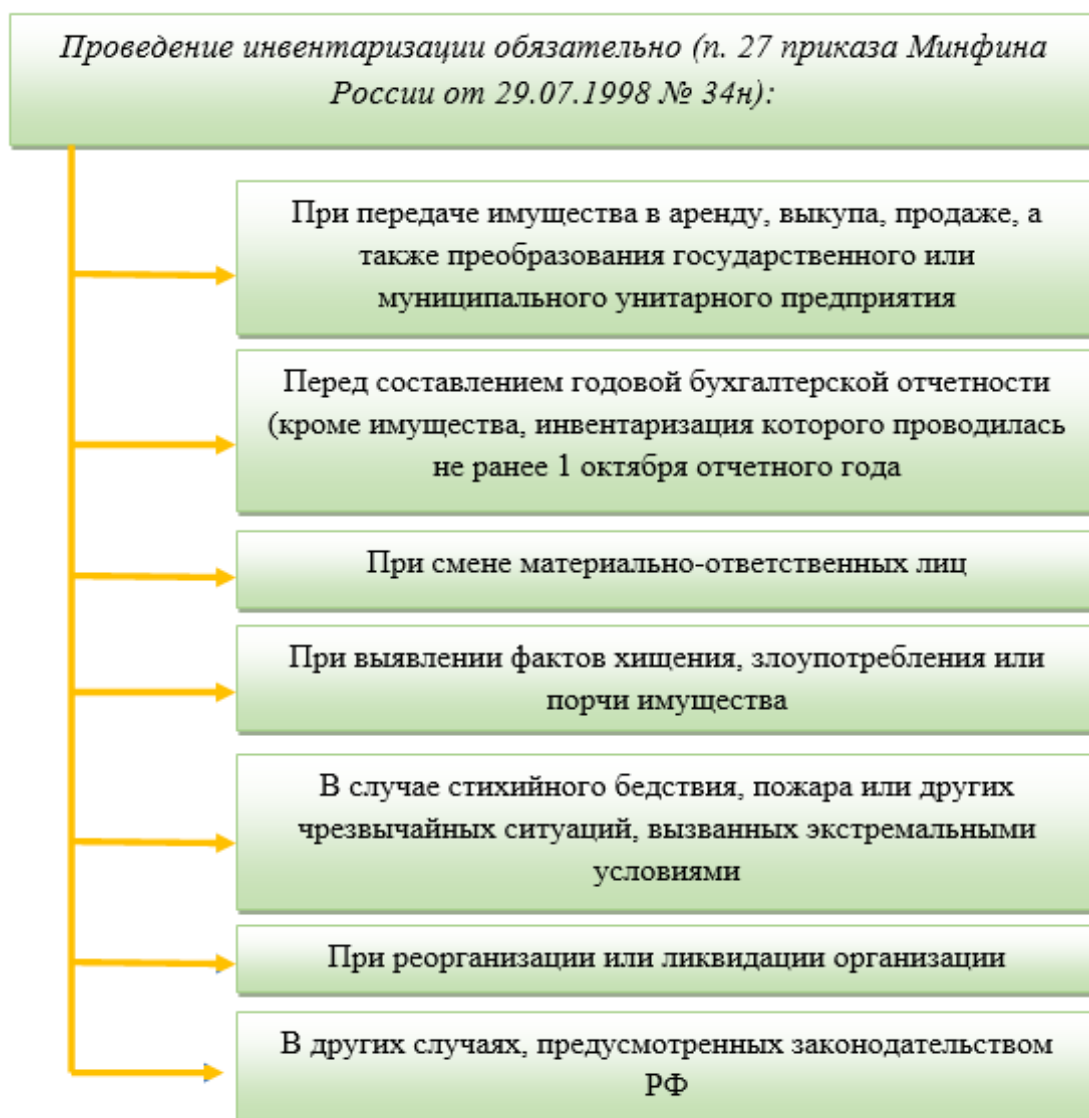 Проведение инвентаризации обязательно (п. 27 приказа Минфина
России от 29.07.1998 № 34н):
При передаче имущества в аренду, выкупа, продаже, а
также преобразования государственного или
муниципального унитарного предприятия
Перед составлением годовой бухгалтерской отчетности
(кроме имущества, инвентаризация которого проводилась
не ранее 1 октября отчетного года
При смене материально-ответственных лиц
При выявлении фактов хищения, злоупотребления или
порчи имущества
В случае стихийного бедствия, пожара или других
чрезвычайных ситуаций, вызванных экстремальными
условиями
При реорганизации или ликвидации организации
В других случаях, предусмотренных законодательством
РФ